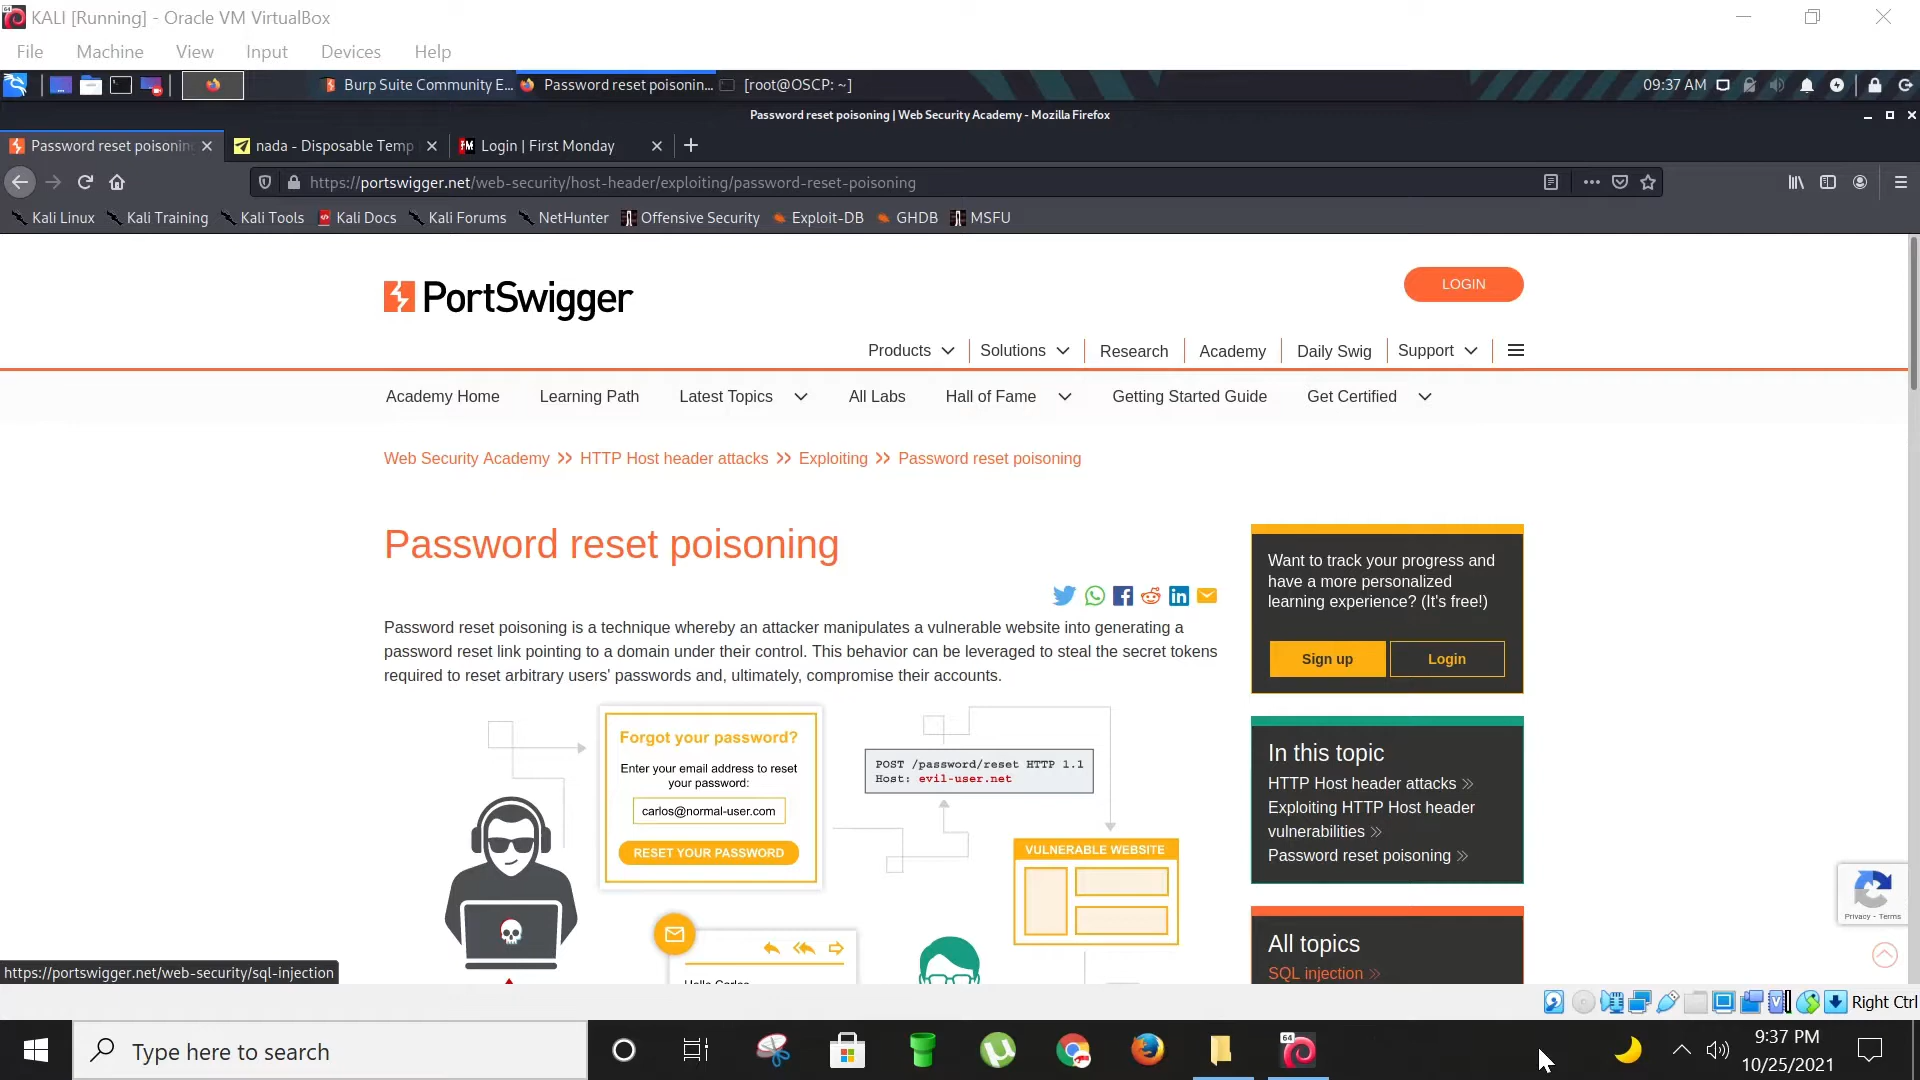 KALI [Running] - Oracle VM VirtualBox
File Machine View Input Devices Help
Burp Suite Community E... Password reset poisonin... [root@OSCP: ~] 09:37 AM
Password reset poisoning | Web Security Academy - Mozilla Firefox
Password reset poisonin nada - Disposable Temp Login | First Monday
https://portswigger.net/web-security/host-header/exploiting/password-reset-poisoning
Kali Linux Kali Training Kali Tools Kali Docs Kali Forums NetHunter Offensive Security Exploit-DB GHDB MSFU
PortSwigger
LOGIN
Products Solutions Research Academy Daily Swig Support
Academy Home Learning Path Latest Topics All Labs Hall of Fame Getting Started Guide Get Certified
Web Security Academy >> HTTP Host header attacks >> Exploiting >> Password reset poisoning
Password reset poisoning
Password reset poisoning is a technique whereby an attacker manipulates a vulnerable website into generating a
password reset link pointing to a domain under their control. This behavior can be leveraged to steal the secret tokens
required to reset arbitrary users' passwords and, ultimately, compromise their accounts.
Forgot your password?
Enter your email address to reset
your password:
carlos@normal-user.com
RESET YOUR PASSWORD
POST /password/reset HTTP 1.1
Host: evil-user.net
VULNERABLE WEBSITE
Hello Carlos
Want to track your progress and
have a more personalized
learning experience? (It's free!)
Sign up Login
In this topic
HTTP Host header attacks >>
Exploiting HTTP Host header
vulnerabilities >>
Password reset poisoning >>
All topics
SQL injection >>
Privacy - Terms
https://portswigger.net/web-security/sql-injection
Right Ctrl
Type here to search
64
9:37 PM
10/25/2021